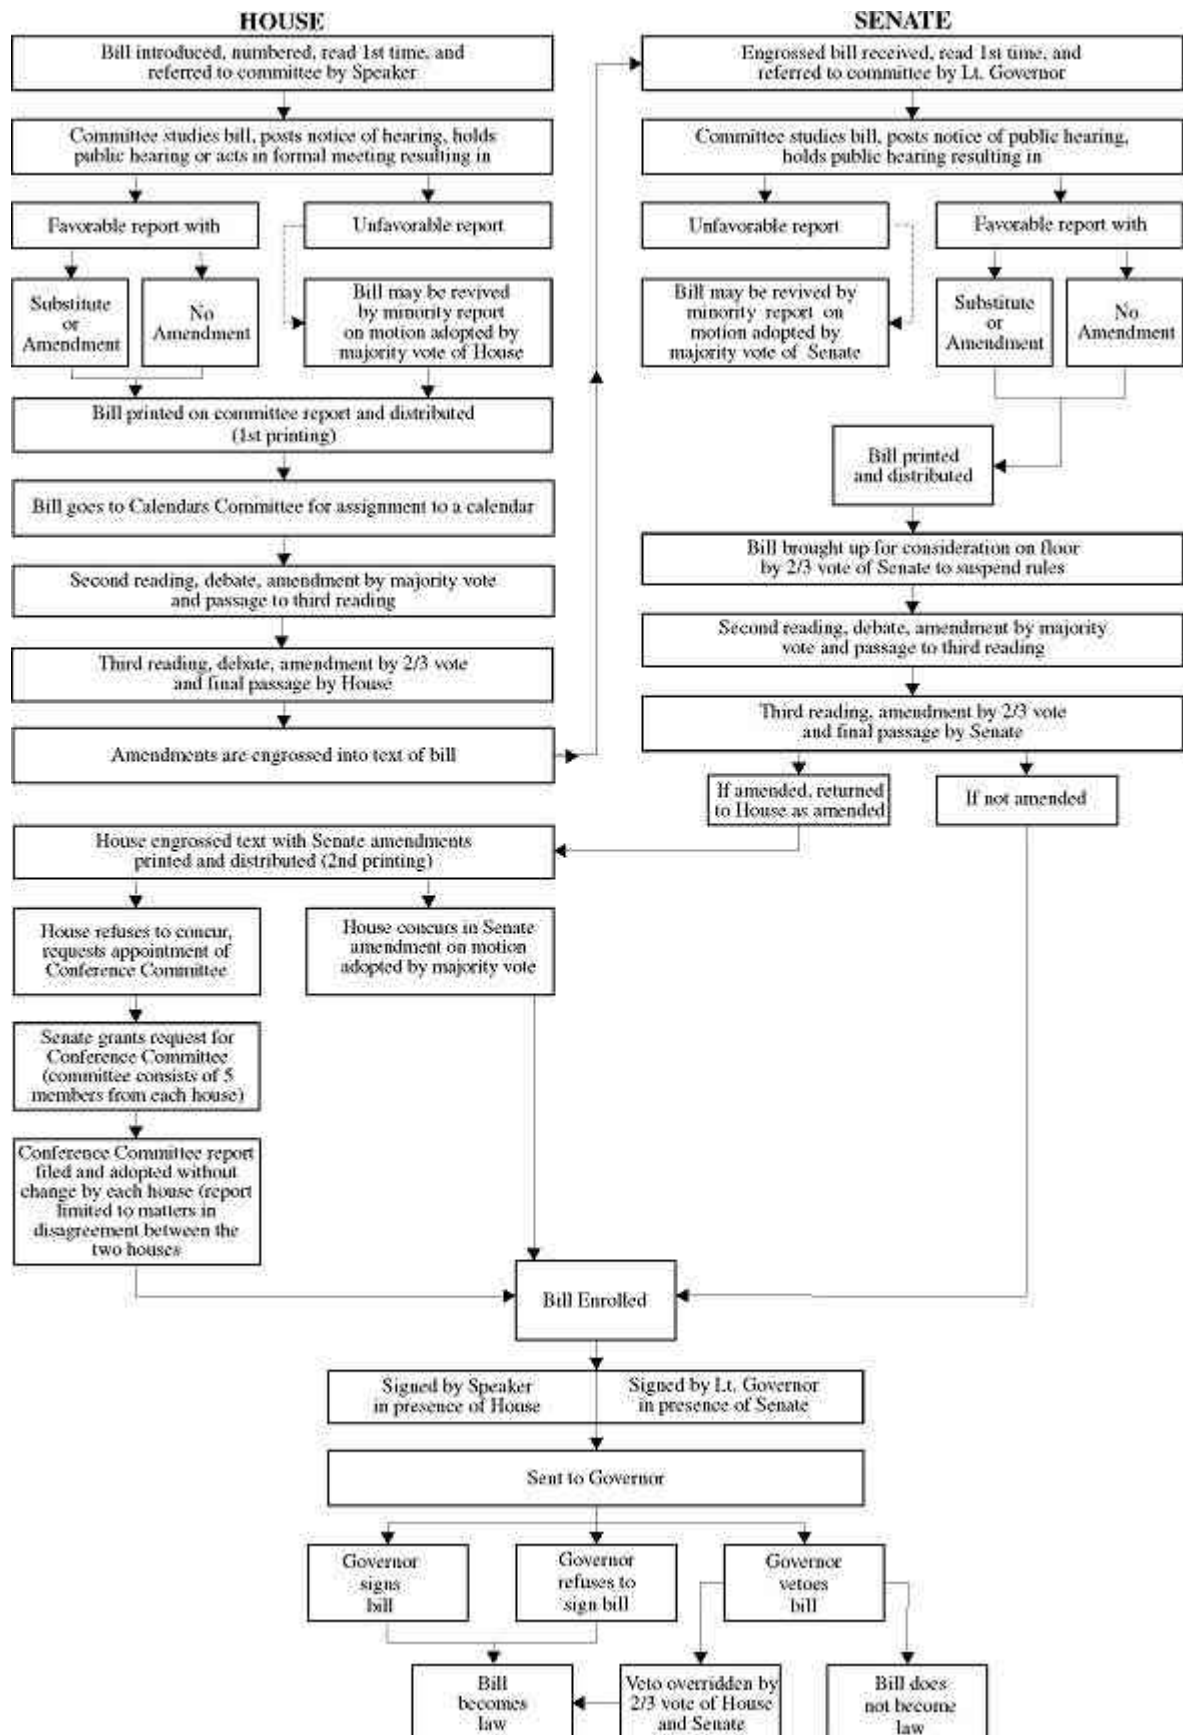 HOUSE
Bill introduced, numbered, read 1st time, and
referred to committee by Speaker
Committee studies bill, posts notice of hearing, holds
public hearing or acts in formal meeting resulting in
Favorable report with
Unfavorable report
Substitute
or
Amendment
No
Amendment
Bill may be revived
by minority report
on motion adopted by
majority vote of House
Bill printed on committee report and distributed
(1st printing)
Bill goes to Calendars Committee for assignment to a calendar
Second reading, debate, amendment by majority vote
and passage to third reading
Third reading, debate, amendment by 2/3 vote
and final passage by House
Amendments are engrossed into text of bill
SENATE
Engrossed bill received, read 1st time, and
referred to committee by Lt. Governor
Committee studies bill, posts notice of public hearing,
holds public hearing resulting in
Unfavorable report
Favorable report with
Bill may be revived by
minority report on
motion adopted by
majority vote of Senate
Substitute
or
Amendment
No
Amendment
Bill printed
and distributed
Bill brought up for consideration on floor
by 2/3 vote of Senate to suspend rules
Second reading, debate, amendment by majority
vote and passage to third reading
Third reading, amendment by 2/3 vote
and final passage by Senate
If amended, returned
to House as amended
If not amended
House engrossed text with Senate amendments
printed and distributed (2nd printing)
House refuses to concur,
requests appointment of
Conference Committee
House concurs in Senate
amendment on motion
adopted by majority vote
Senate grants request for
Conference Committee
(committee consists of 5
members from each house)
Conference Committee report
filed and adopted without
change by each house (report
limited to matters in
disagreement between the
two houses
Bill Enrolled
Signed by Speaker
in presence of House
Signed by Lt. Governor
in presence of Senate
Sent to Governor
Governor
signs
bill
Governor
refuses to
sign bill
Governor
vetoes
bill
Bill
becomes
law
Veto overridden by
2/3 vote of House
and Senate
Bill does
not become
law